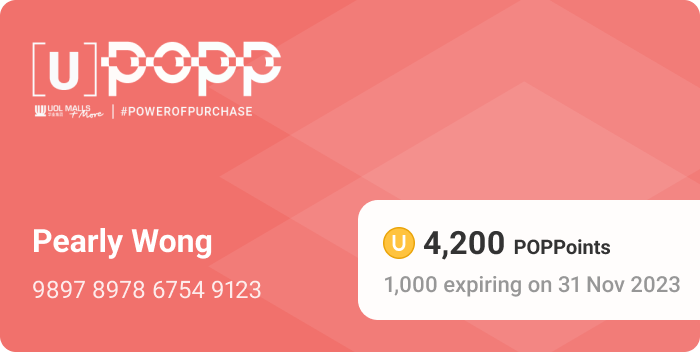 [U]POPP
UOL MALLS
& More | #POWEROFPURCHASE
Pearly Wong
9897 8978 6754 9123
U 4,200 POPPoints
1,000 expiring on 31 Nov 2023